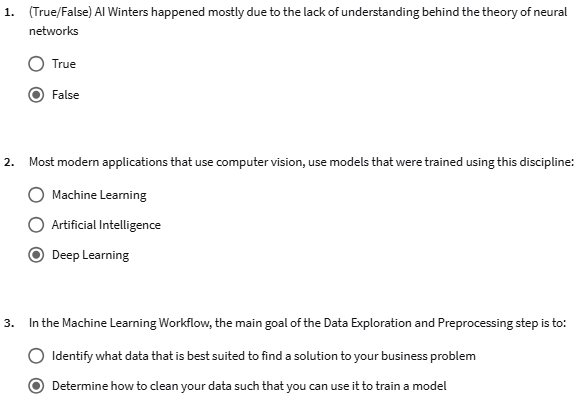 1. (True/False) AI Winters happened mostly due to the lack of understanding behind the theory of neural
networks
True
False
2. Most modern applications that use computer vision, use models that were trained using this discipline:
Machine Learning
Artificial Intelligence
Deep Learning
3. In the Machine Learning Workflow, the main goal of the Data Exploration and Preprocessing step is to:
Identify what data that is best suited to find a solution to your business problem
Determine how to clean your data such that you can use it to train a model